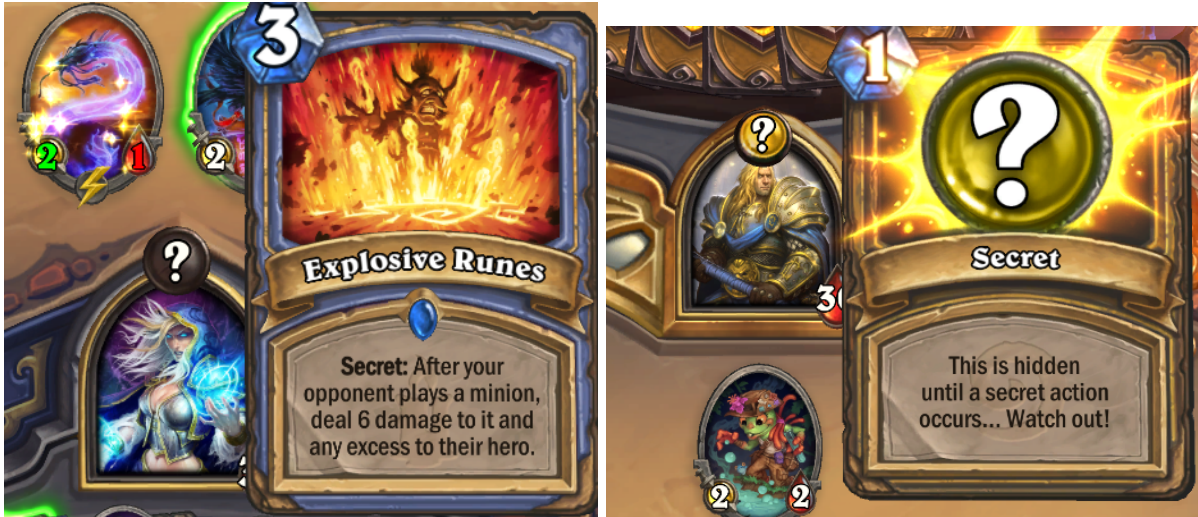 3
2
1
2
?
Explosive Runes
Secret: After your
opponent plays a minion,
deal 6 damage to it and
any excess to their hero.
1
?
?
Secret
This is hidden
until a secret action
occurs... Watch out!
2
2